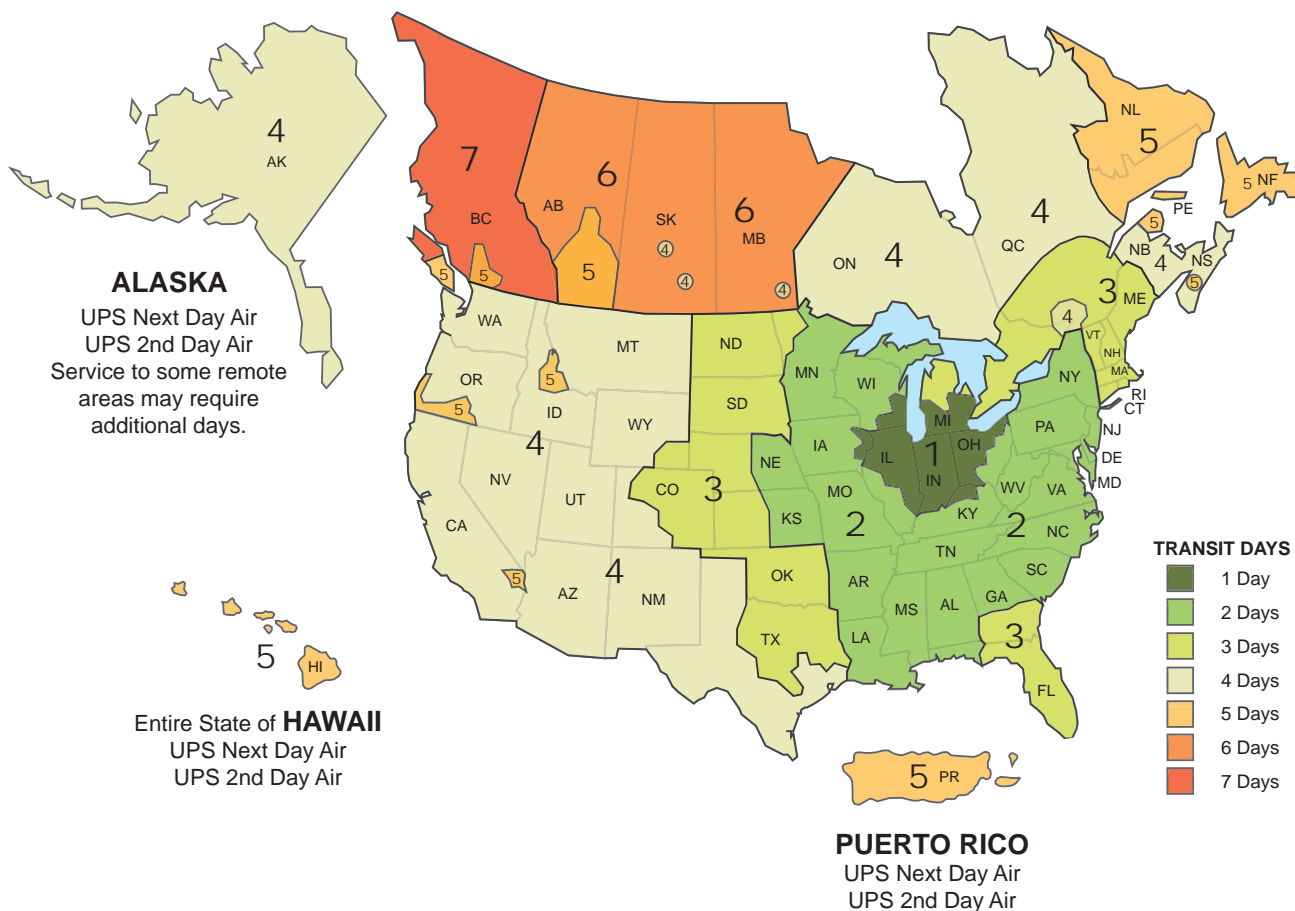 4
AK
ALASKA
UPS Next Day Air
UPS 2nd Day Air
Service to some remote
areas may require
additional days.
7
BC
5
5
6
AB
5
SK
4
4
6
MB
4
4
ON
4
QC
NL
5
5 NF
PE
5
NB
4
NS
5
3
ME
4
VT
NH
MA
RI
CT
NY
NJ
PA
DE
MD
WA
OR
5
5
ID
MT
WY
4
NV
UT
CA
5
AZ
4
NM
ND
SD
NE
CO
3
KS
OK
TX
MN
WI
IA
MO
2
AR
LA
MS
AL
GA
TN
KY
WV
VA
2
NC
SC
IL
1
IN
MI
OH
3
FL
5
HI
Entire State of HAWAII
UPS Next Day Air
UPS 2nd Day Air
5 PR
PUERTO RICO
UPS Next Day Air
UPS 2nd Day Air
TRANSIT DAYS
1 Day
2 Days
3 Days
4 Days
5 Days
6 Days
7 Days